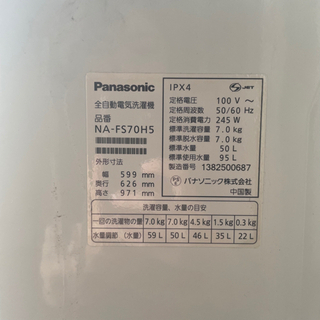 Panasonic
全自動電気洗濯機
品番
NA-FS70H5
外形寸法
幅 599 mm
奥行 626 mm
高さ 971 mm
IPX4
JET
定格電圧 100 V ～
定格周波数 50/60 Hz
定格消費電力 245 W
標準洗濯容量 7.0 kg
標準脱水容量 7.0 kg
標準水量 50 L
標準使用水量 95 L
製造番号 1382500687
パナソニック株式会社
中国製
洗濯容量、水量の目安
一回の洗濯物の量 7.0 kg 7.0 kg 4.5 kg 1.5 kg 0.3 kg
水量調節（水量） 59 L 50 L 46 L 35 L 22 L